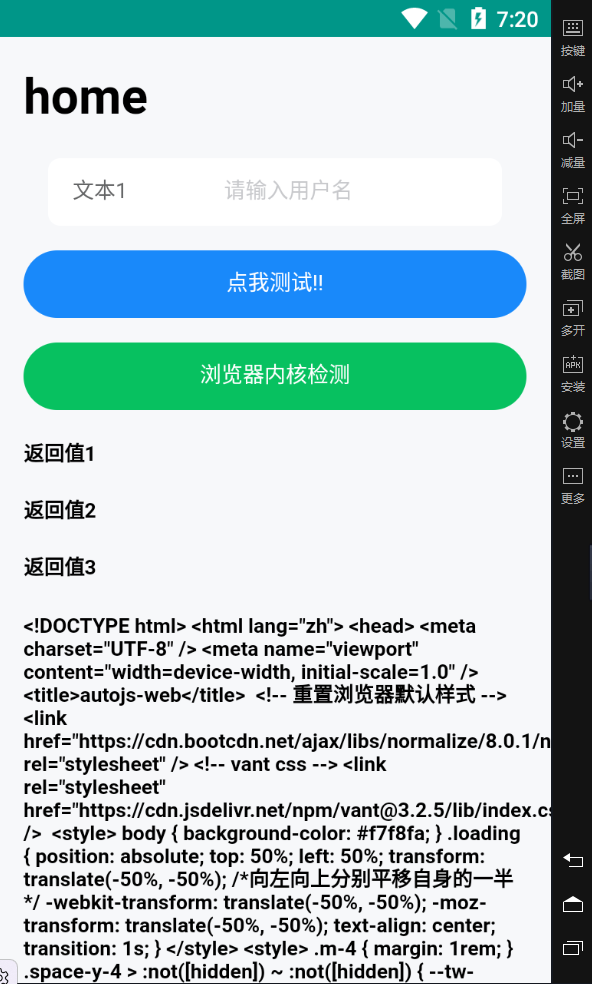 7:20
home
文本1 请输入用户名
点我测试!!
浏览器内核检测
返回值1
返回值2
返回值3
<!DOCTYPE html> <html lang="zh"> <head> <meta
charset="UTF-8" /> <meta name="viewport"
content="width=device-width, initial-scale=1.0" />
<title>autojs-web</title> <!-- 重置浏览器默认样式 -->
<link
href="https://cdn.bootcdn.net/ajax/libs/normalize/8.0.1/n
rel="stylesheet" /> <!-- vant css --> <link
rel="stylesheet"
href="https://cdn.jsdelivr.net/npm/vant@3.2.5/lib/index.cs
/> <style> body { background-color: #f7f8fa; } .loading
{ position: absolute; top: 50%; left: 50%; transform:
translate(-50%, -50%); /*向左向上分别平移自身的一半
*/ -webkit-transform: translate(-50%, -50%); -moz-
transform: translate(-50%, -50%); text-align: center;
transition: 1s; } </style> <style> .m-4 { margin: 1rem; }
.space-y-4 > :not([hidden]) ~ :not([hidden]) { --tw-
按键
加量
减量
全屏
截图
多开
APK
安装
设置
更多